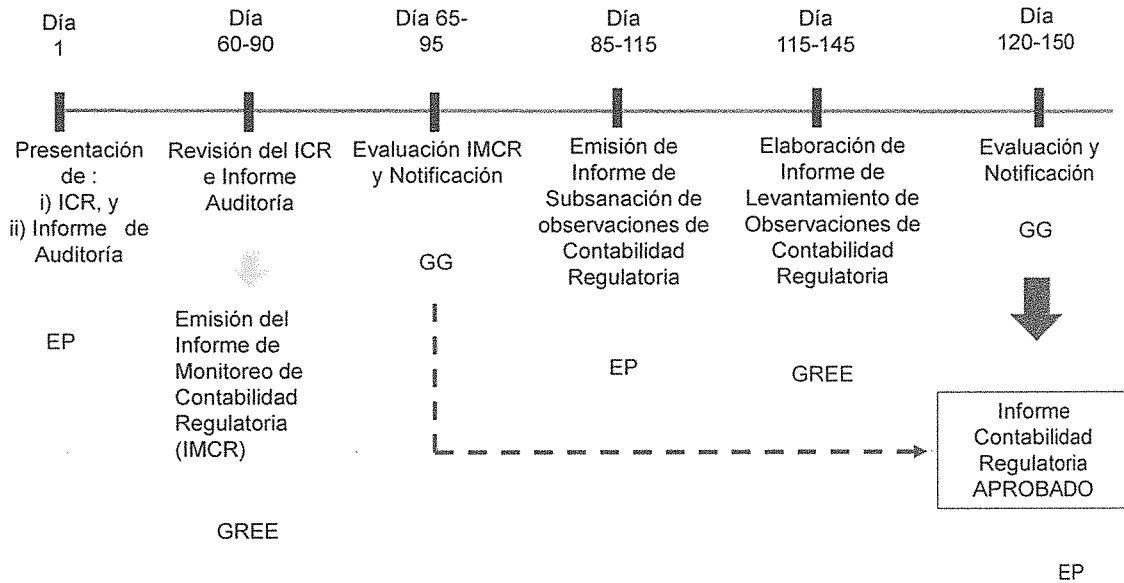 Día
1
Día
60-90
Día 65-
95
Día
85-115
Día
115-145
Día
120-150
Presentación
de :
i) ICR, y
ii) Informe de
Auditoría
EP
Revisión del ICR
e Informe
Auditoría
Emisión del
Informe de
Monitoreo de
Contabilidad
Regulatoria
(IMCR)
GREE
Evaluación IMCR
y Notificación
GG
Emisión de
Informe de
Subsanación de
observaciones de
Contabilidad
Regulatoria
EP
Elaboración de
Informe de
Levantamiento de
Observaciones de
Contabilidad
Regulatoria
GREE
Evaluación y
Notificación
GG
Informe
Contabilidad
Regulatoria
APROBADO
EP